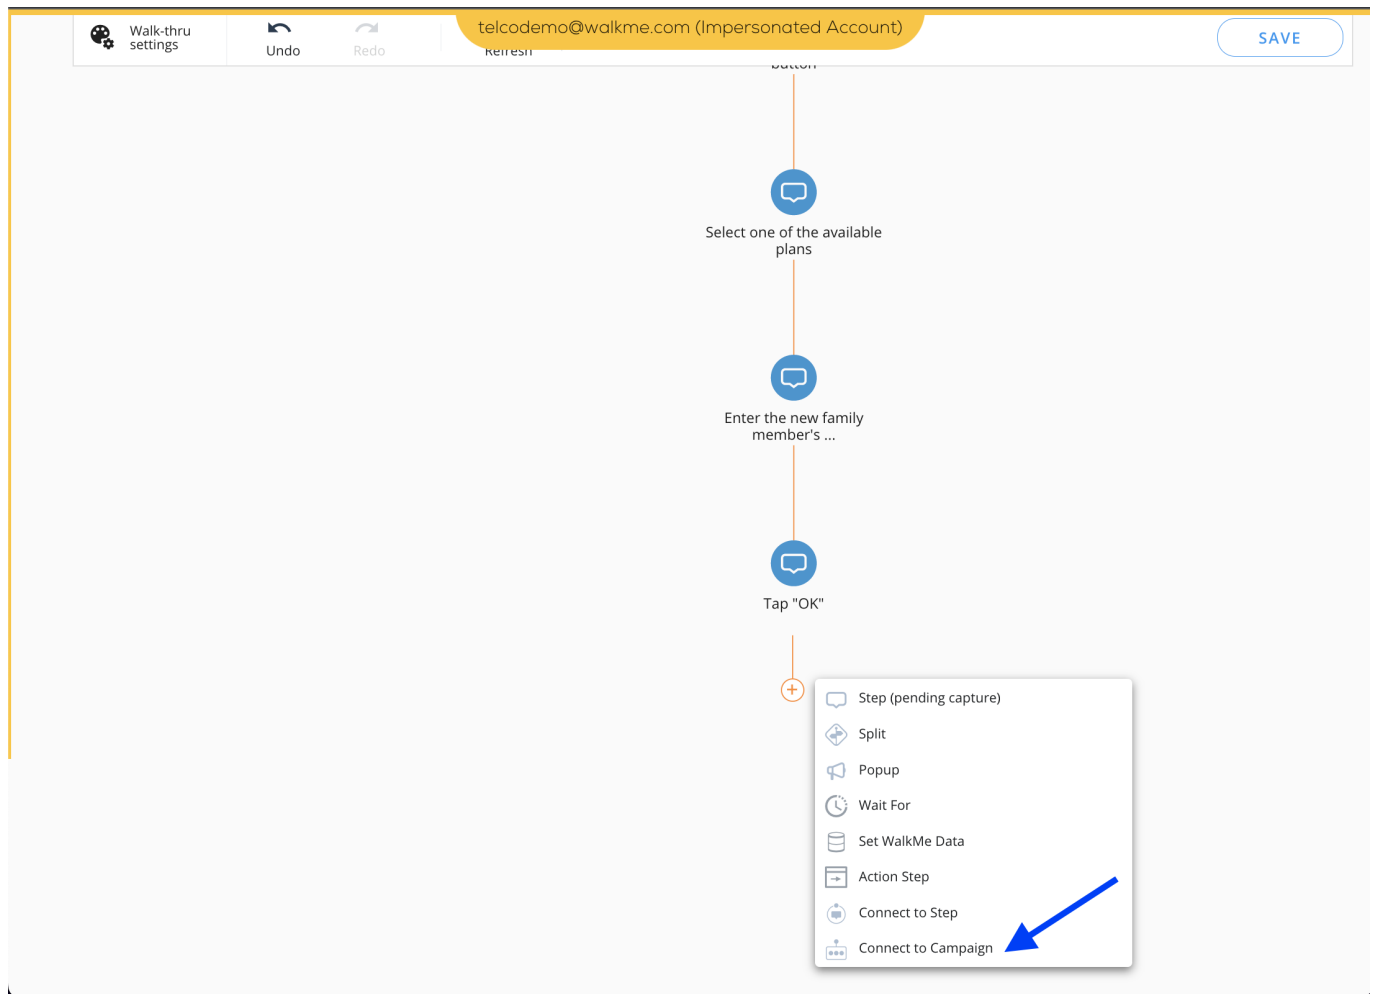 telcodemo@walkme.com (Impersonated Account)
Walk-thru
settings
Undo
Redo
Refresh
SAVE
button
Select one of the available
plans
Enter the new family
member's ...
Tap "OK"
Step (pending capture)
Split
Popup
Wait For
Set WalkMe Data
Action Step
Connect to Step
Connect to Campaign